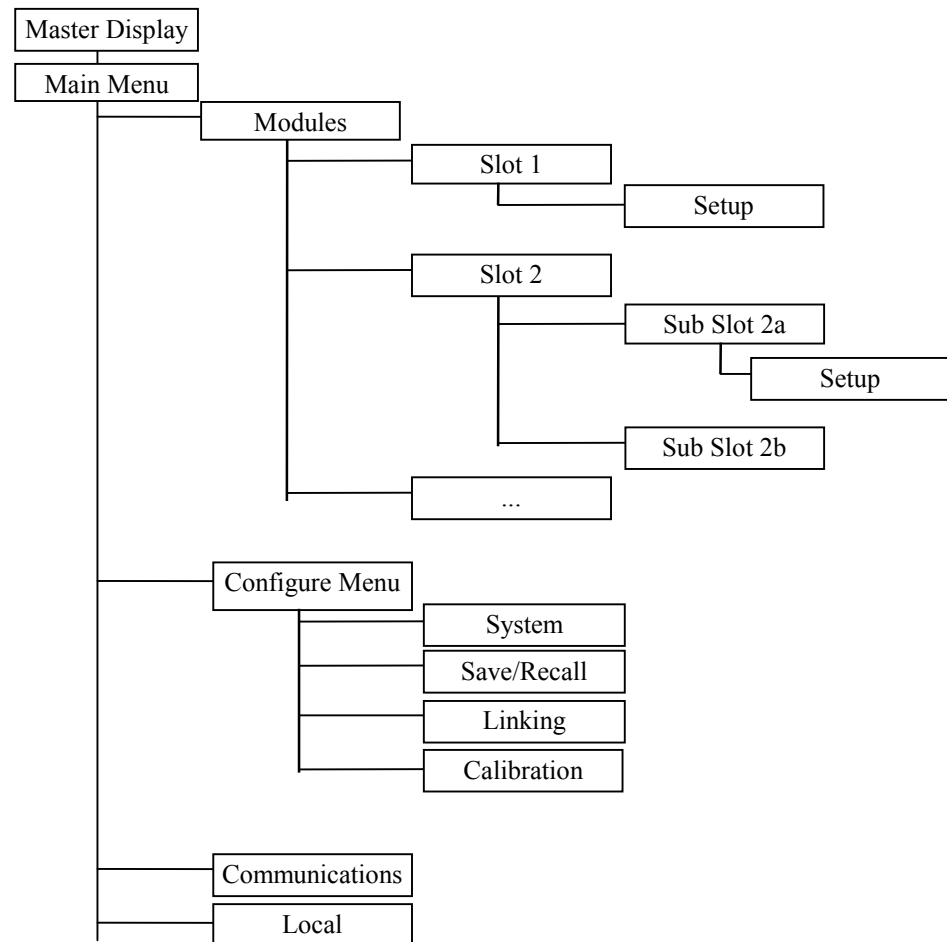 Master Display
Main Menu
Modules
Slot 1
Setup
Slot 2
Sub Slot 2a
Setup
Sub Slot 2b
...
Configure Menu
System
Save/Recall
Linking
Calibration
Communications
Local